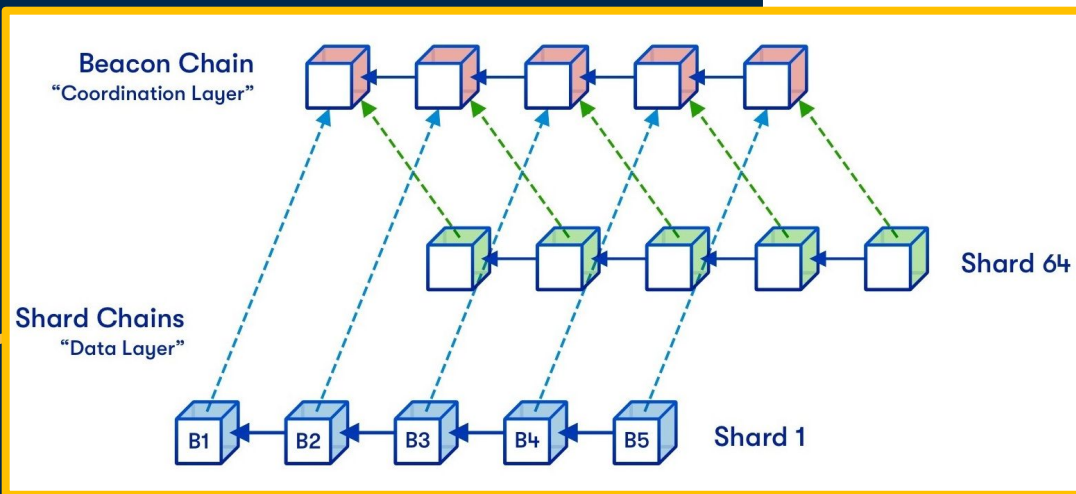 Beacon Chain
“Coordination Layer”
Shard 64
Shard Chains
“Data Layer”
B1 B2 B3 B4 B5 Shard 1